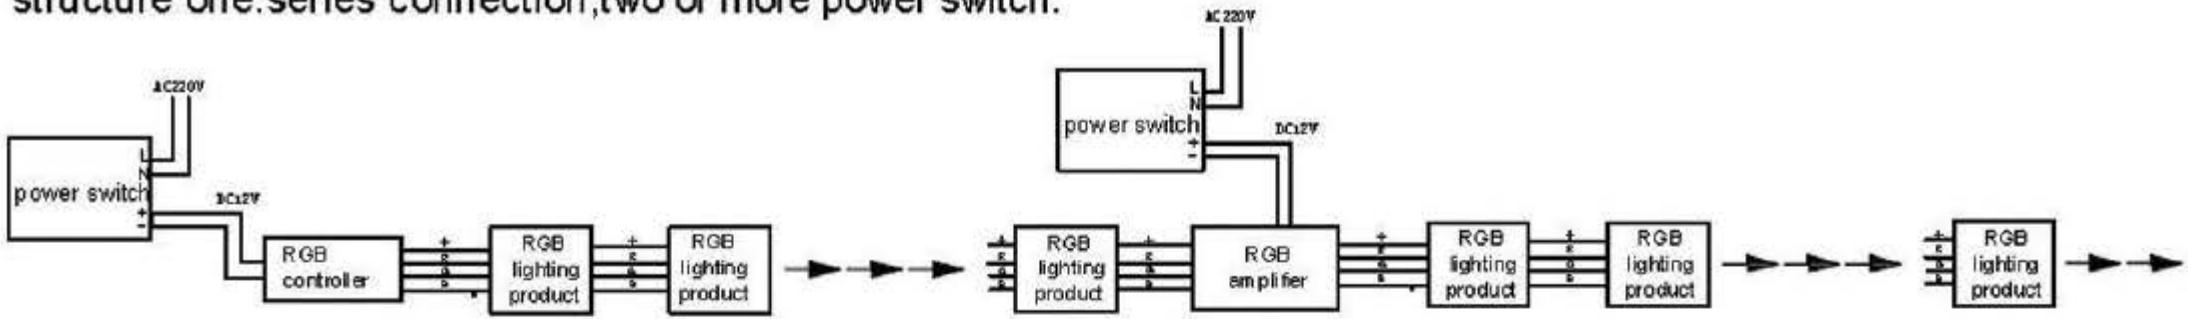 structure one:series connection,two or more power switch.
AC 220V
L
N
power switch
+
-
DC12V
AC220V
L
N
power switch
+
-
DC12V
RGB
controller
+
R
G
B
RGB
lighting
product
+
R
G
B
RGB
lighting
product
+
R
G
B
RGB
lighting
product
+
R
G
B
RGB
amplifier
+
R
G
B
RGB
lighting
product
+
R
G
B
RGB
lighting
product
+
R
G
B
RGB
lighting
product